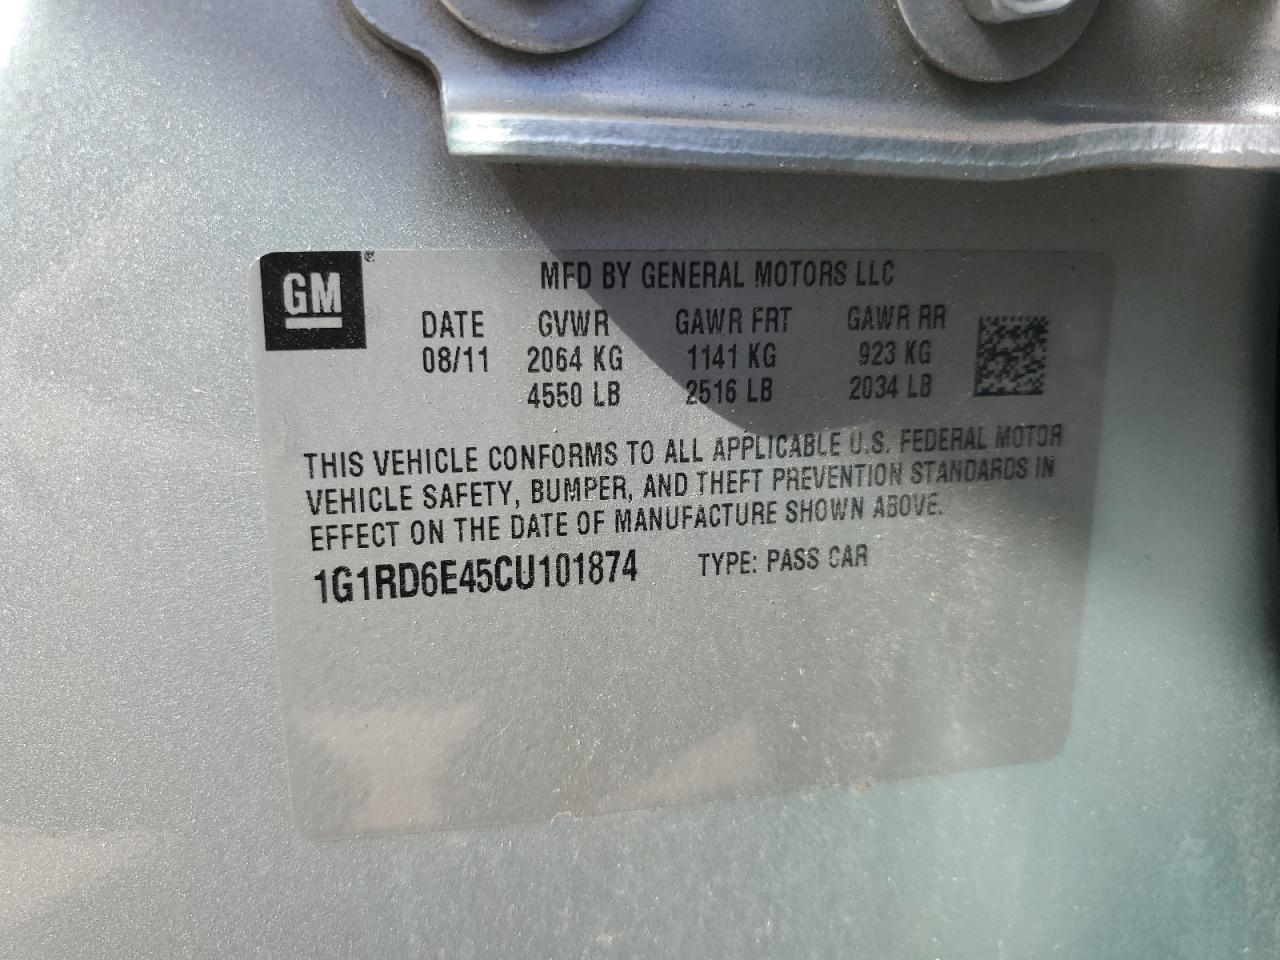 GM ®
MFD BY GENERAL MOTORS LLC
DATE GVWR GAWR FRT GAWR RR
08/11 2064 KG 1141 KG 923 KG
4550 LB 2516 LB 2034 LB
THIS VEHICLE CONFORMS TO ALL APPLICABLE U.S. FEDERAL MOTOR
VEHICLE SAFETY, BUMPER, AND THEFT PREVENTION STANDARDS IN
EFFECT ON THE DATE OF MANUFACTURE SHOWN ABOVE.
1G1RD6E45CU101874 TYPE: PASS CAR